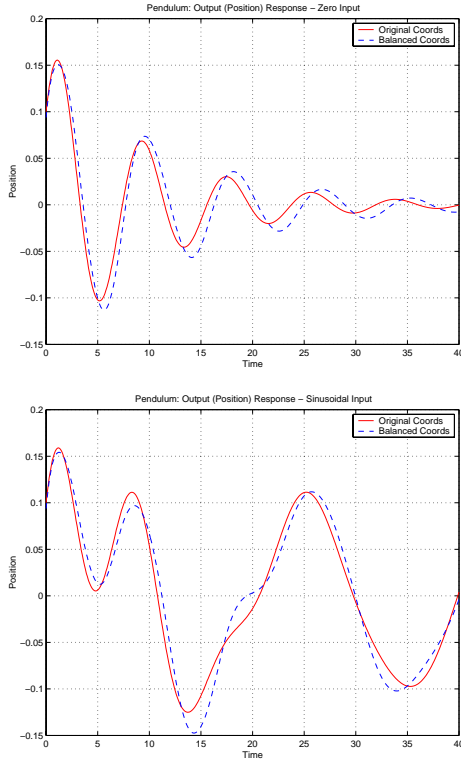 Pendulum: Output (Position) Response – Zero Input
0.2
Original Coords
Balanced Coords
0.15
0.1
0.05
Position
0
−0.05
−0.1
−0.15
0 5 10 15 20 25 30 35 40
Time
Pendulum: Output (Position) Response – Sinusoidal Input
0.2
Original Coords
Balanced Coords
0.15
0.1
0.05
Position
0
−0.05
−0.1
0.15
0 5 10 15 20 25 30 35 40
Time